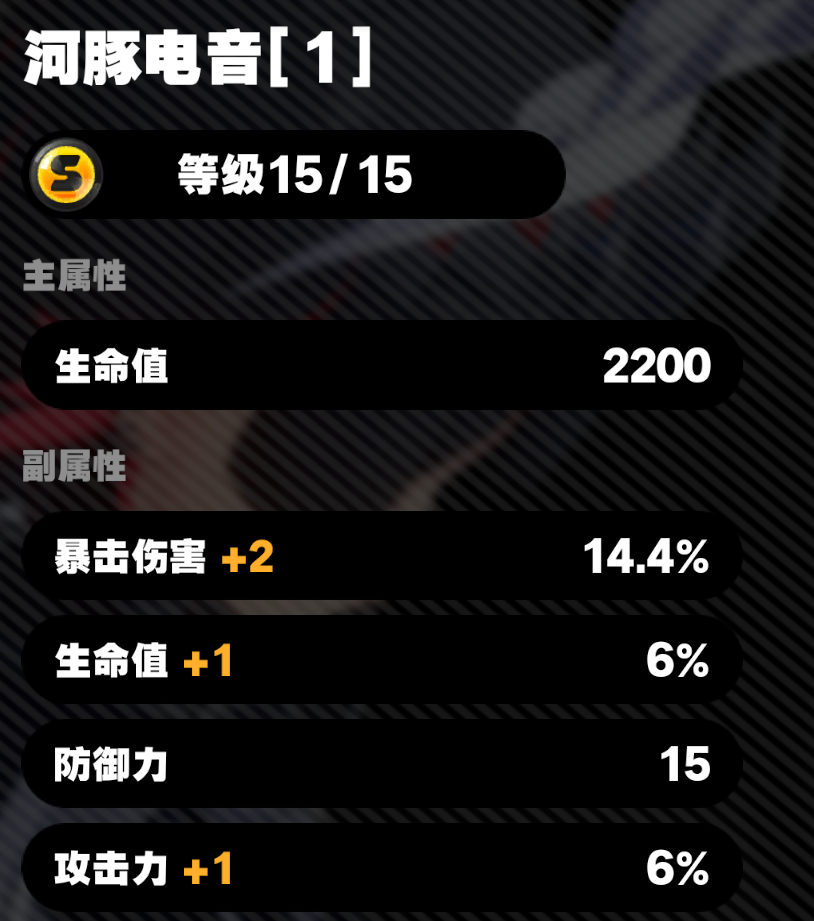 河豚电音[1]
S 等级15/15
主属性
生命值 2200
副属性
暴击伤害 +2 14.4%
生命值 +1 6%
防御力 15
攻击力 +1 6%